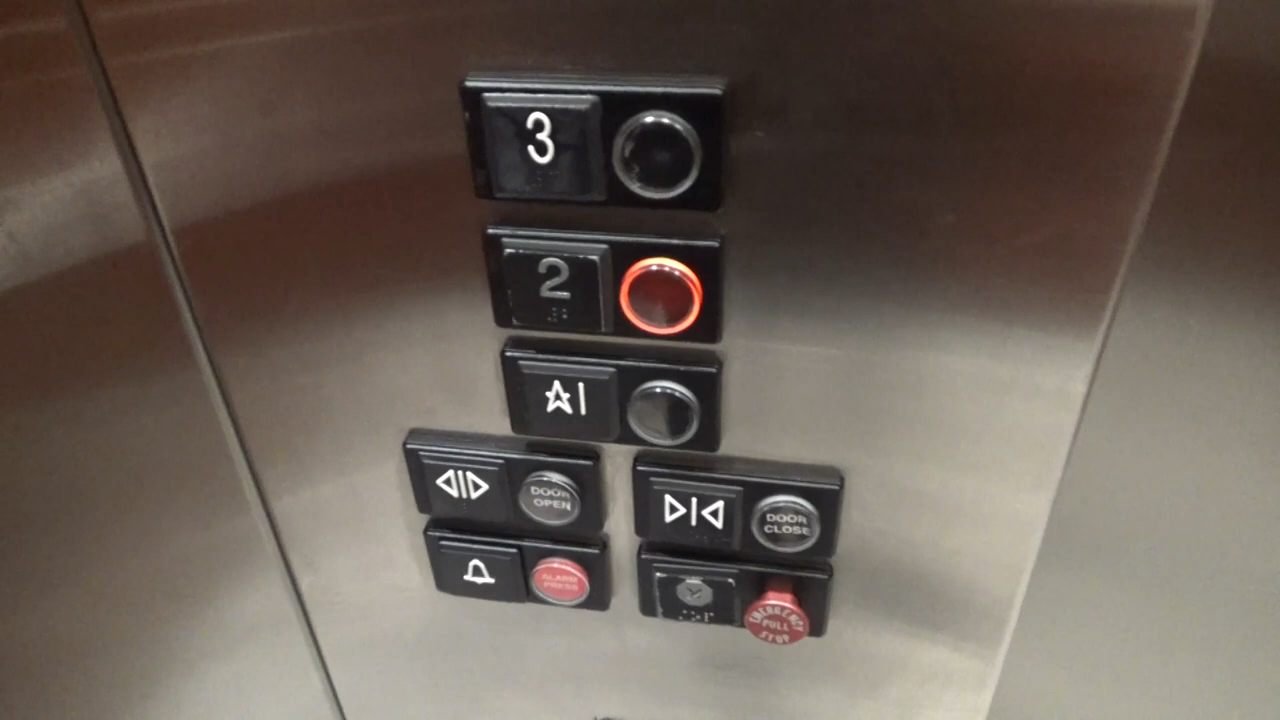 3
2
☆1
DOOR
OPEN
DOOR
CLOSE
ALARM
PRESS
EMERGENCY
PULL
STOP